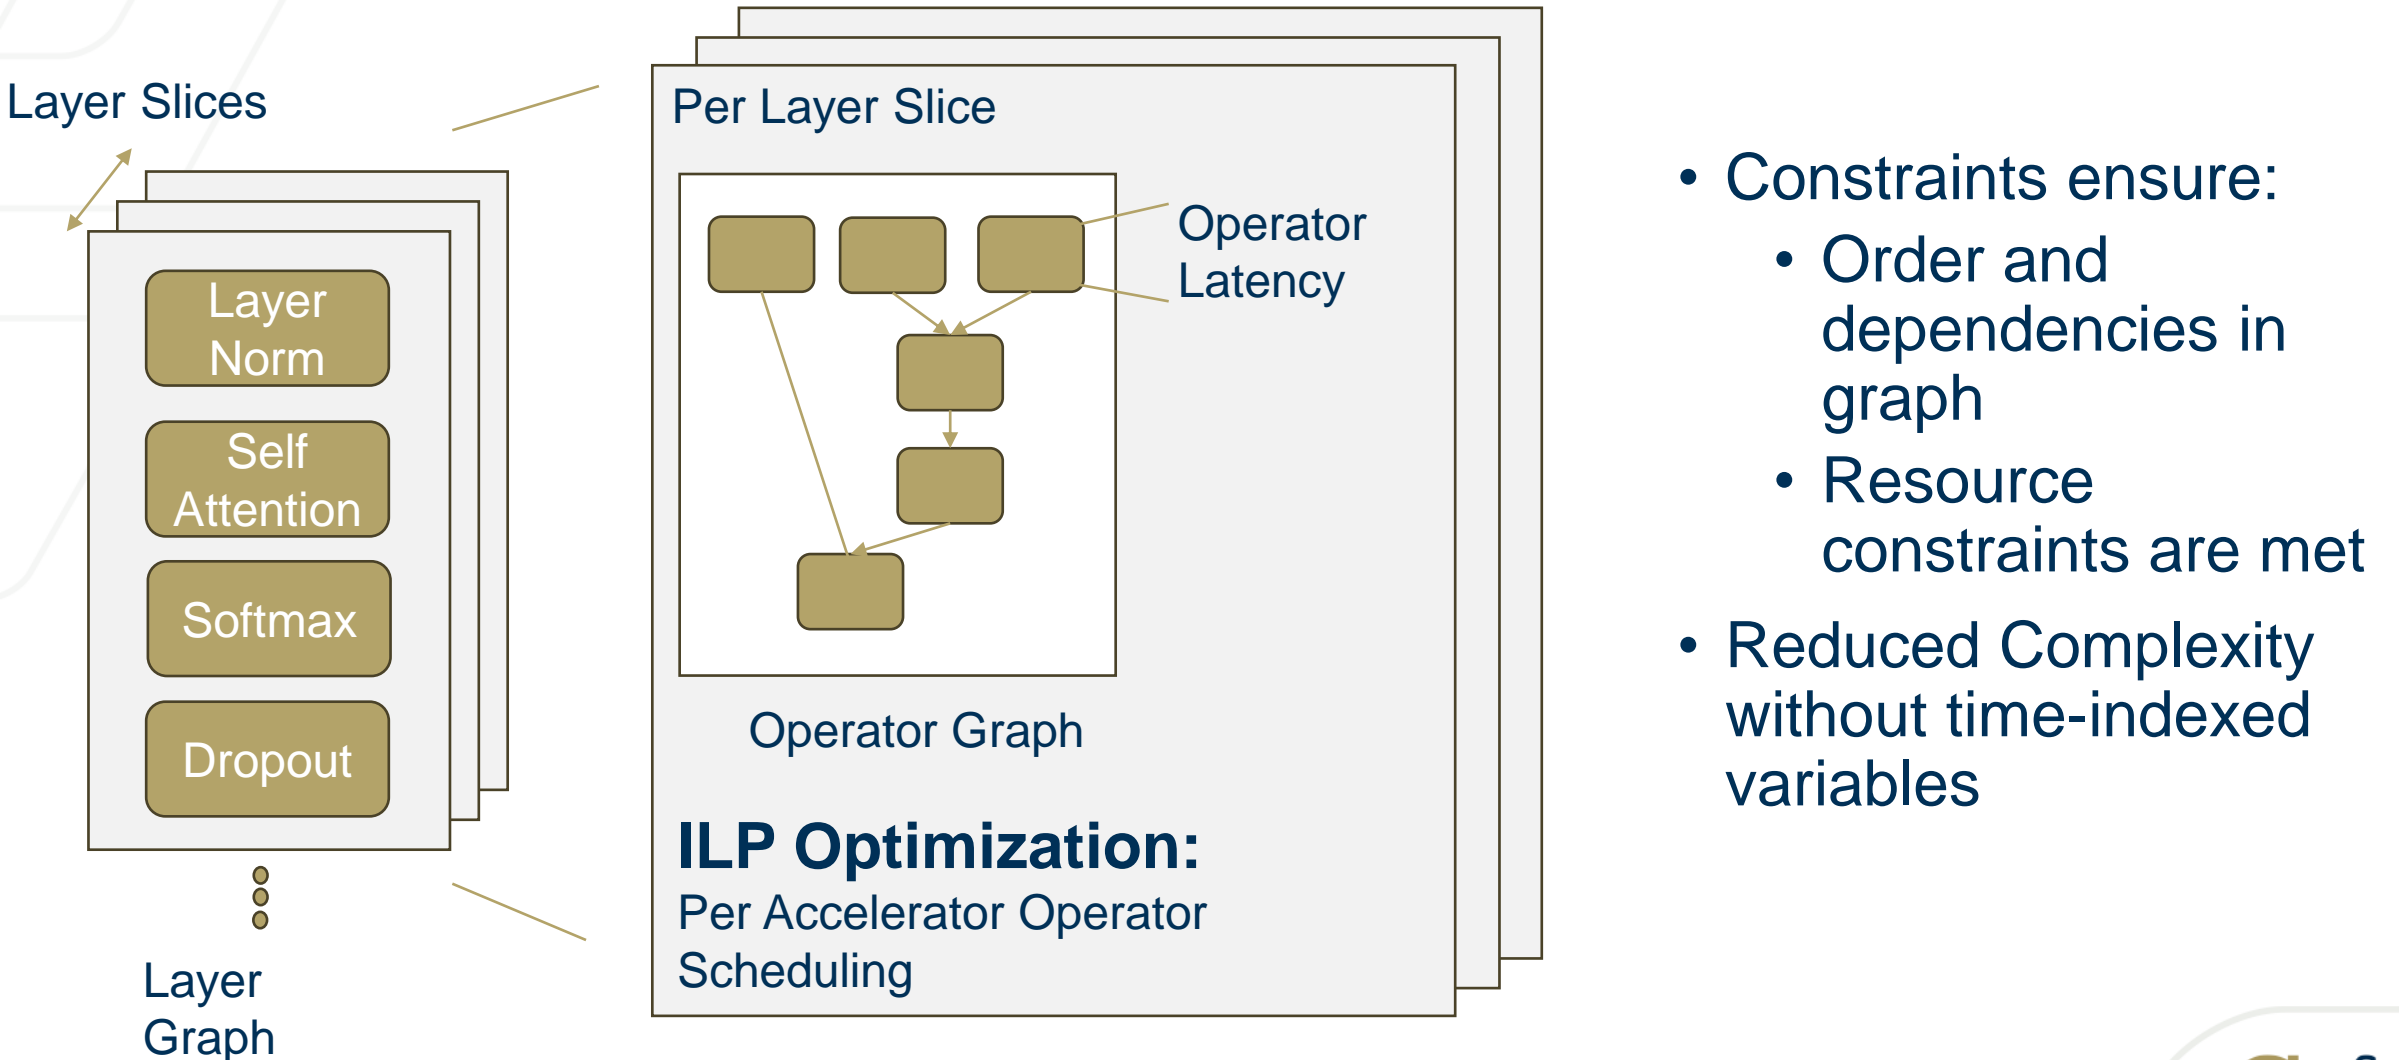 Layer Slices
Layer
Norm
Self
Attention
Softmax
Dropout
Layer
Graph
Per Layer Slice
Operator
Latency
Operator Graph
ILP Optimization:
Per Accelerator Operator
Scheduling
• Constraints ensure:
• Order and
dependencies in
graph
• Resource
constraints are met
• Reduced Complexity
without time-indexed
variables